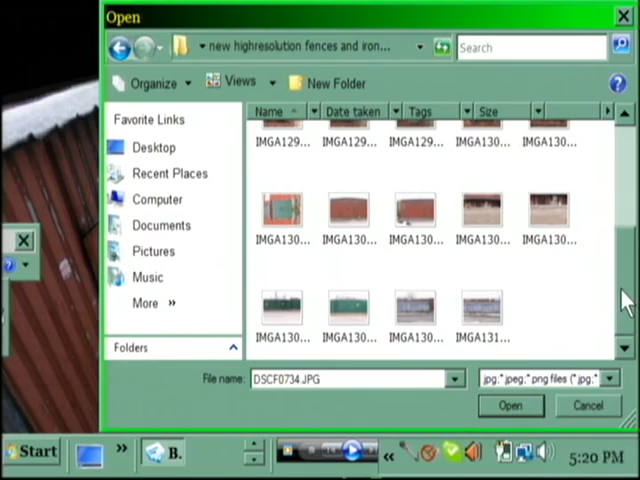 Open
new highresolution fences and iron...
Search
Organize
Views
New Folder
Name
Date taken
Tags
Size
Favorite Links
Desktop
Recent Places
Computer
Documents
Pictures
Music
More »
Folders
IMGA129... IMGA129... IMGA129... IMGA130... IMGA130...
IMGA130... IMGA130... IMGA130... IMGA130... IMGA130...
IMGA130... IMGA130... IMGA130... IMGA131...
File name:
DSCF0734.JPG
jpg;*.jpeg;*.png files (*.jpg;*
Open
Cancel
Start
»
B.
«
5:20 PM